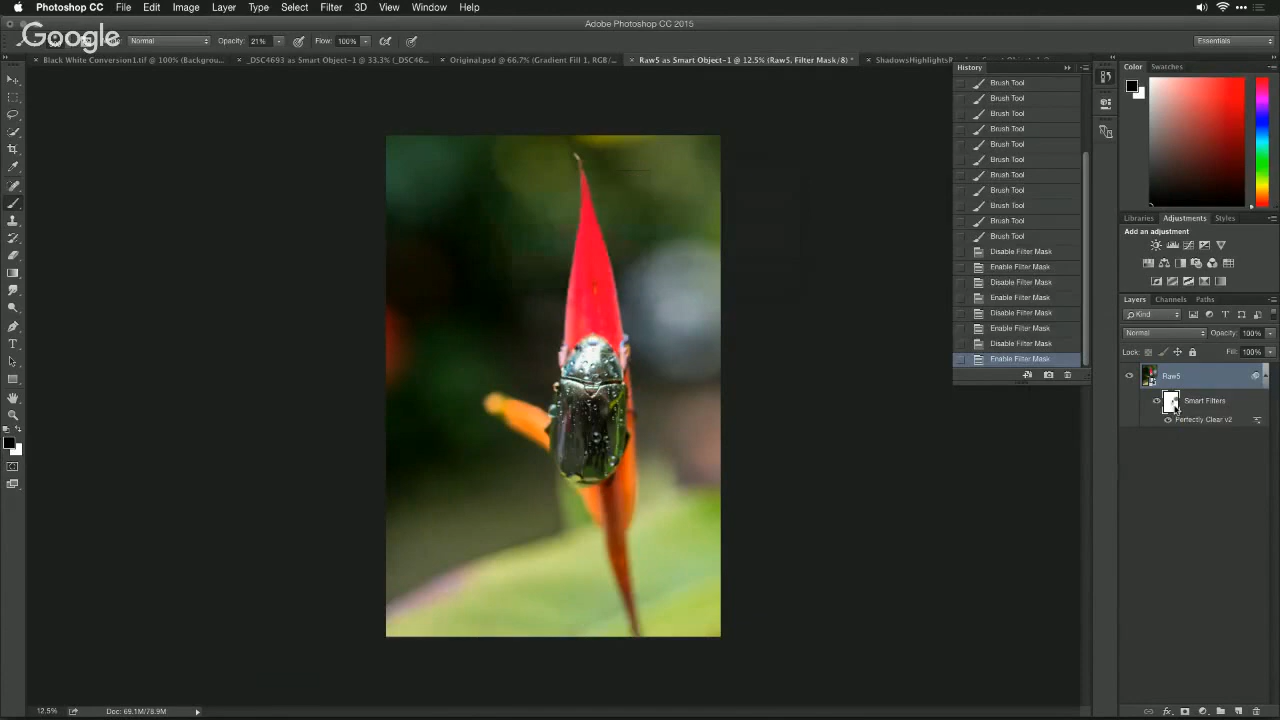 Photoshop CC File Edit Image Layer Type Select Filter 3D View Window Help
Adobe Photoshop CC 2015
Google
Normal Opacity: 21% Flow: 100% Essentials
Black White Conversion1.tif @ 100% (Backgrou... _DSC4693 as Smart Object-1 @ 33.3% (_DSC46... Original.psd @ 66.7% (Gradient Fill 1, RGB/... Raw5 as Smart Object-1 @ 12.5% (Raw5, Filter Mask/8) *
History
Brush Tool
Brush Tool
Brush Tool
Brush Tool
Brush Tool
Brush Tool
Brush Tool
Brush Tool
Brush Tool
Brush Tool
Brush Tool
Disable Filter Mask
Enable Filter Mask
Disable Filter Mask
Enable Filter Mask
Disable Filter Mask
Enable Filter Mask
Disable Filter Mask
Enable Filter Mask
Color Swatches
Libraries Adjustments Styles
Add an adjustment
Layers Channels Paths
Kind
Normal Opacity: 100%
Lock: Fill: 100%
Raw5
Smart Filters
Perfectly Clear v2
12.5% Doc: 69.1M/78.9M